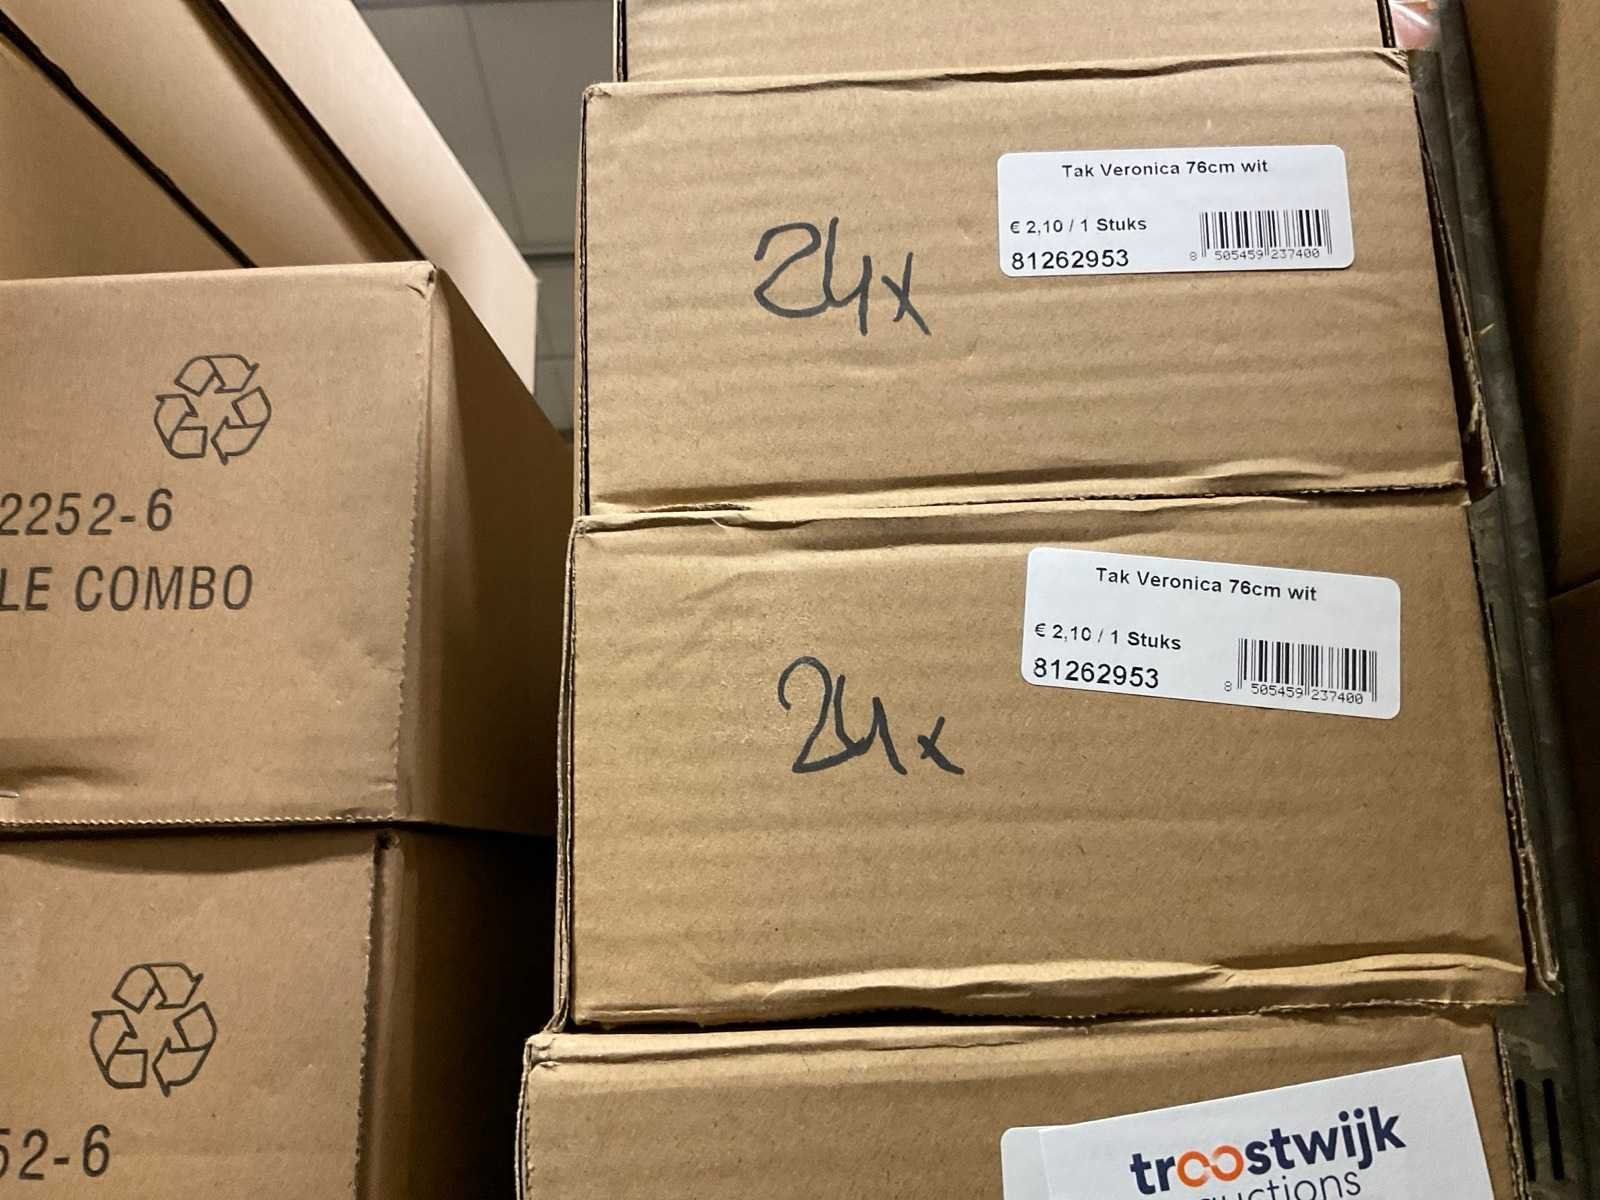 2252-6
LE COMBO
52-6
24x
Tak Veronica 76cm wit
€ 2,10 / 1 Stuks
81262953
8 505459 237400
24x
Tak Veronica 76cm wit
€ 2,10 / 1 Stuks
81262953
8 505459 237400
troostwijk
auctions